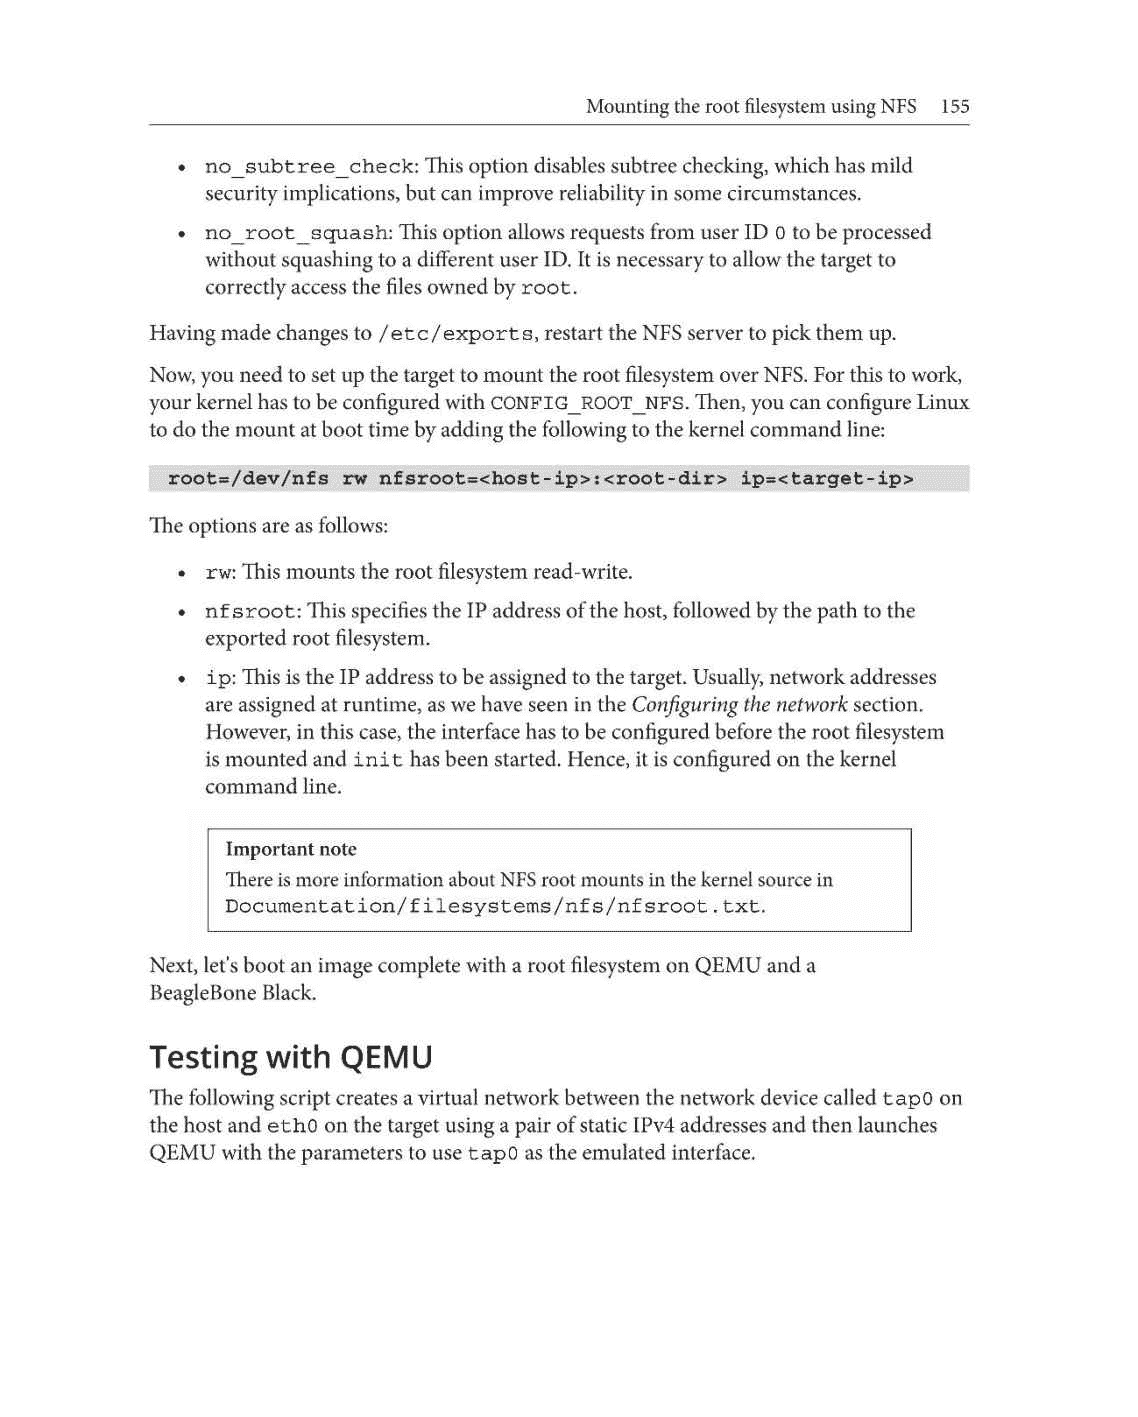 Mounting the root filesystem using NFS 155
• no_subtree_check: This option disables subtree checking, which has mild
security implications, but can improve reliability in some circumstances.
• no_root_squash: This option allows requests from user ID 0 to be processed
without squashing to a different user ID. It is necessary to allow the target to
correctly access the files owned by root.
Having made changes to /etc/exports, restart the NFS server to pick them up.
Now, you need to set up the target to mount the root filesystem over NFS. For this to work,
your kernel has to be configured with CONFIG_ROOT_NFS. Then, you can configure Linux
to do the mount at boot time by adding the following to the kernel command line:
root=/dev/nfs rw nfsroot=<host-ip>:<root-dir> ip=<target-ip>
The options are as follows:
• rw: This mounts the root filesystem read-write.
• nfsroot: This specifies the IP address of the host, followed by the path to the
exported root filesystem.
• ip: This is the IP address to be assigned to the target. Usually, network addresses
are assigned at runtime, as we have seen in the Configuring the network section.
However, in this case, the interface has to be configured before the root filesystem
is mounted and init has been started. Hence, it is configured on the kernel
command line.
Important note
There is more information about NFS root mounts in the kernel source in
Documentation/filesystems/nfs/nfsroot.txt.
Next, let's boot an image complete with a root filesystem on QEMU and a
BeagleBone Black.
Testing with QEMU
The following script creates a virtual network between the network device called tap0 on
the host and eth0 on the target using a pair of static IPv4 addresses and then launches
QEMU with the parameters to use tap0 as the emulated interface.